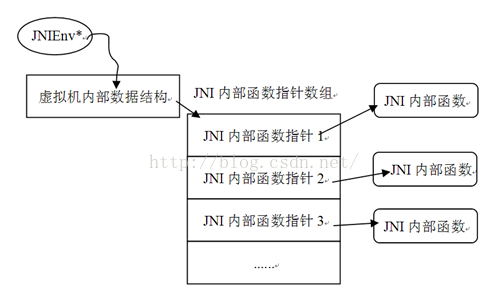 JNIEnv*
虚拟机内部数据结构
JNI 内部函数指针数组
JNI 内部函数指针 1
JNI 内部函数指针 2
JNI 内部函数指针 3
......
JNI 内部函数
JNI 内部函数
JNI 内部函数
http://blog.csdn.net/